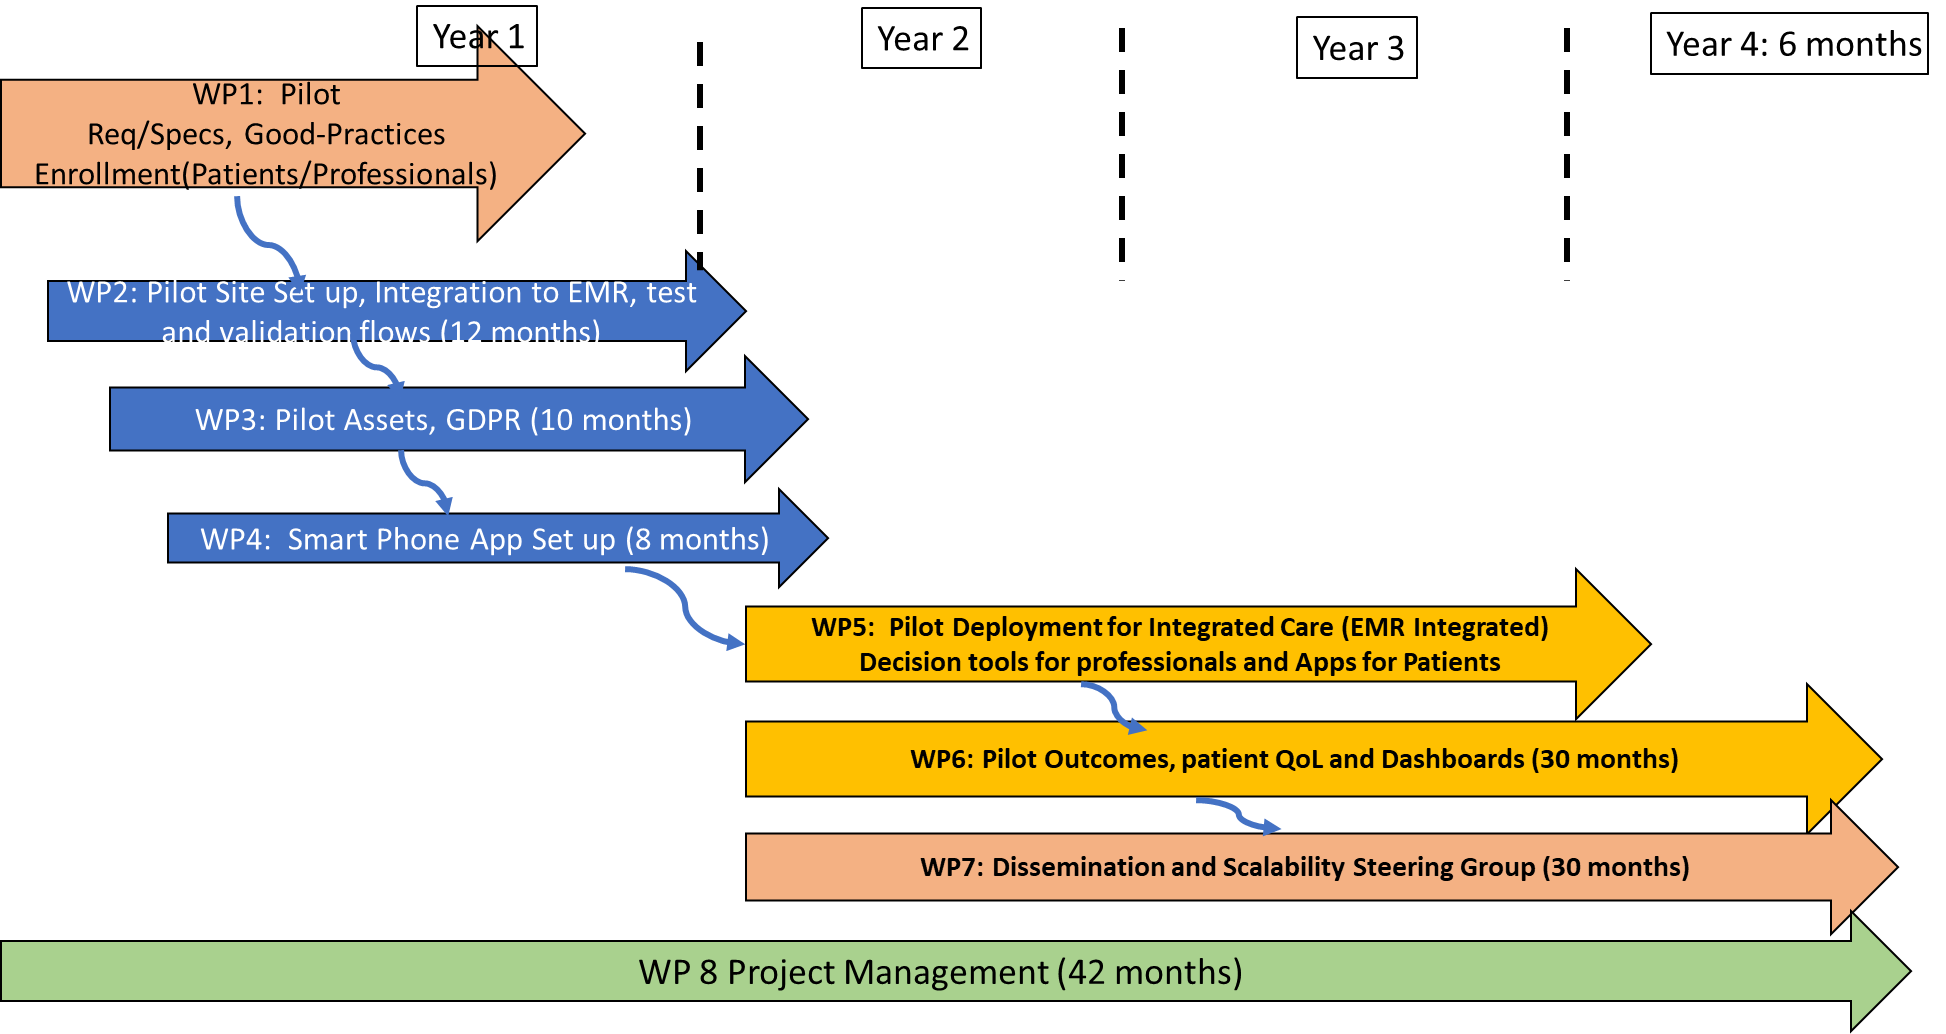 Year 1
Year 2
Year 3
Year 4: 6 months
WP1: Pilot
Req/Specs, Good-Practices
Enrollment(Patients/Professionals)
WP2: Pilot Site Set up, Integration to EMR, test
and validation flows (12 months)
WP3: Pilot Assets, GDPR (10 months)
WP4: Smart Phone App Set up (8 months)
WP5: Pilot Deployment for Integrated Care (EMR Integrated)
Decision tools for professionals and Apps for Patients
WP6: Pilot Outcomes, patient QoL and Dashboards (30 months)
WP7: Dissemination and Scalability Steering Group (30 months)
WP 8 Project Management (42 months)